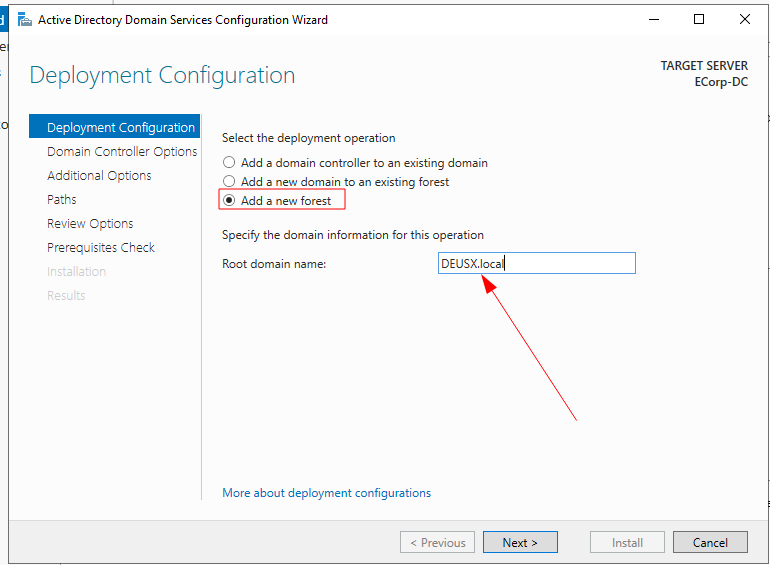 Active Directory Domain Services Configuration Wizard
Deployment Configuration
TARGET SERVER
ECorp-DC
Deployment Configuration
Domain Controller Options
Additional Options
Paths
Review Options
Prerequisites Check
Installation
Results
Select the deployment operation
Add a domain controller to an existing domain
Add a new domain to an existing forest
Add a new forest
Specify the domain information for this operation
Root domain name:
DEUSX.local
More about deployment configurations
< Previous
Next >
Install
Cancel